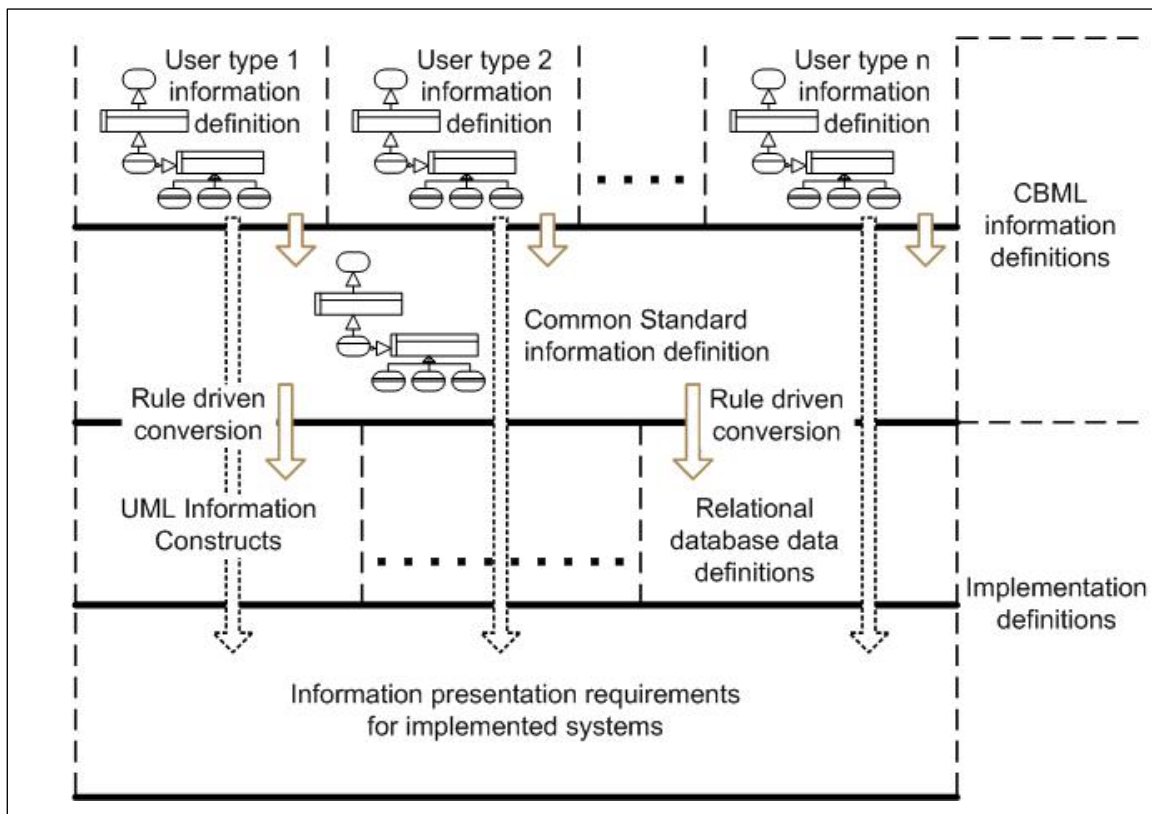 User type 1
information
definition
User type 2
information
definition
User type n
information
definition
CBML
information
definitions
Common Standard
information definition
Rule driven
conversion
Rule driven
conversion
UML Information
Constructs
Relational
database data
definitions
Implementation
definitions
Information presentation requirements
for implemented systems